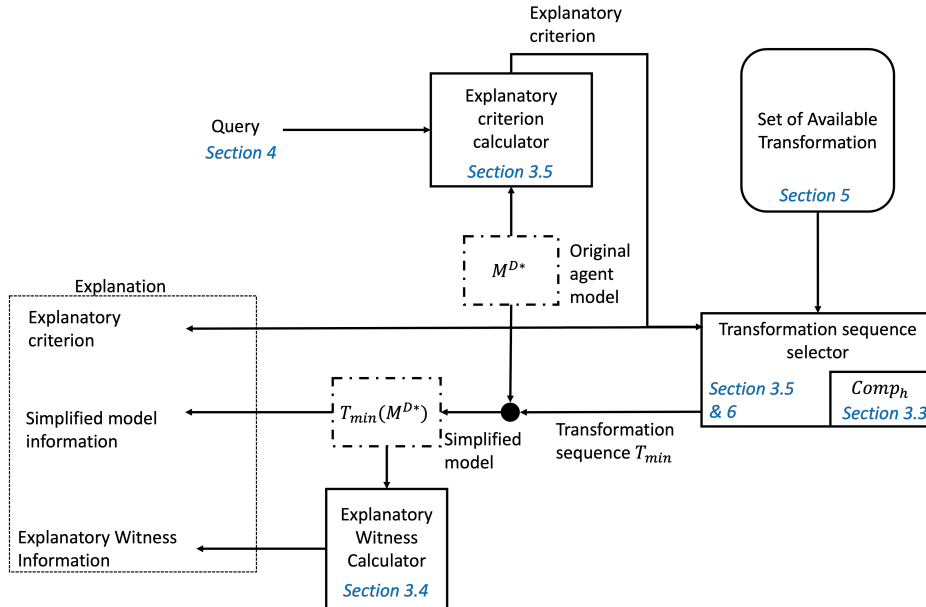 Explanatory
criterion
Explanatory
criterion
calculator
Section 3.5
Query
Section 4
Set of Available
Transformation
Section 5
$M^{D*}$
Original
agent
model
Explanation
Explanatory
criterion
Transformation sequence
selector
Section 3.5
& 6
$Comp_h$
Section 3.3
Simplified model
information
$T_{min}(M^{D*})$
Simplified
model
Transformation
sequence $T_{min}$
Explanatory Witness
Information
Explanatory
Witness
Calculator
Section 3.4